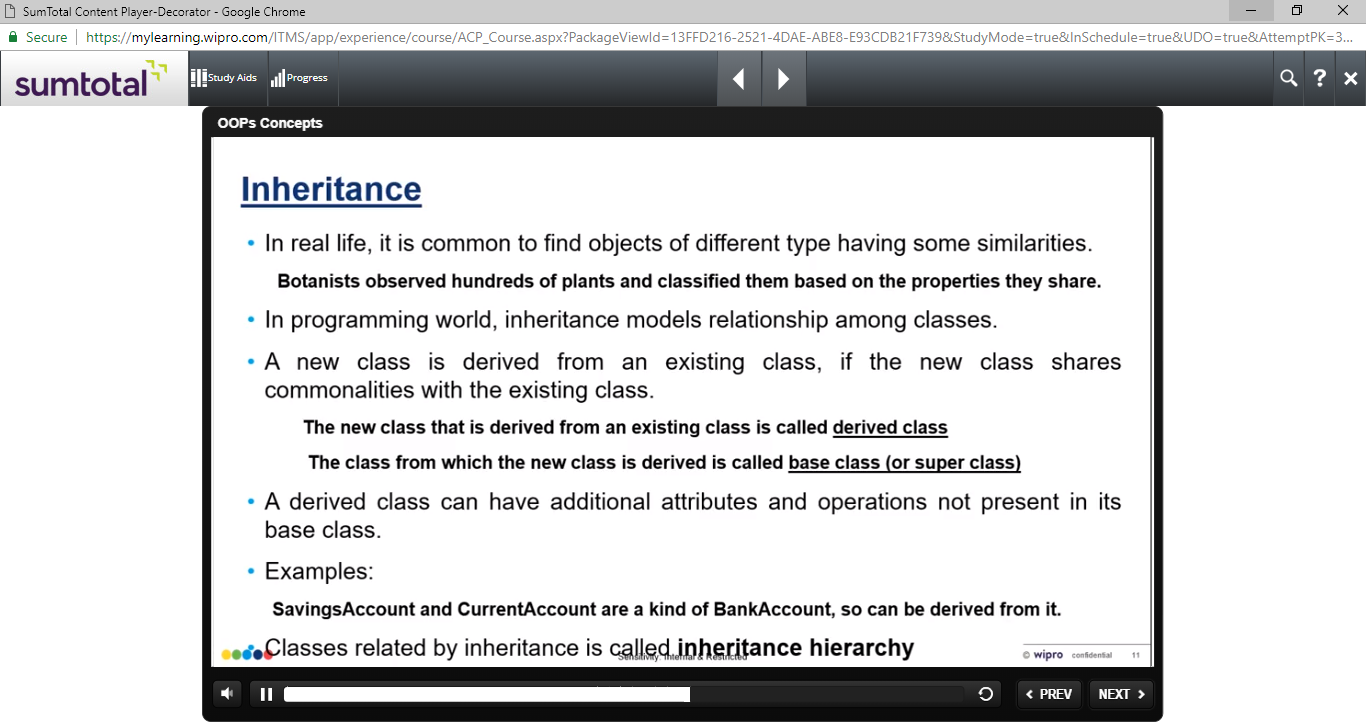 SumTotal Content Player-Decorator - Google Chrome
Secure https://mylearning.wipro.com/ITMS/app/experience/course/ACP_Course.aspx?PackageViewId=13FFD216-2521-4DAE-ABE8-E93CDB21F739&StudyMode=true&InSchedule=true&UDO=true&AttemptPK=3...
sumtotal
Study Aids
Progress
OOPs Concepts
Inheritance
• In real life, it is common to find objects of different type having some similarities.
Botanists observed hundreds of plants and classified them based on the properties they share.
• In programming world, inheritance models relationship among classes.
• A new class is derived from an existing class, if the new class shares
commonalities with the existing class.
The new class that is derived from an existing class is called derived class
The class from which the new class is derived is called base class (or super class)
• A derived class can have additional attributes and operations not present in its
base class.
• Examples:
SavingsAccount and CurrentAccount are a kind of BankAccount, so can be derived from it.
Classes related by inheritance is called inheritance hierarchy
Sensitivity: Internal & Restricted
© wipro confidential 11
PREV
NEXT